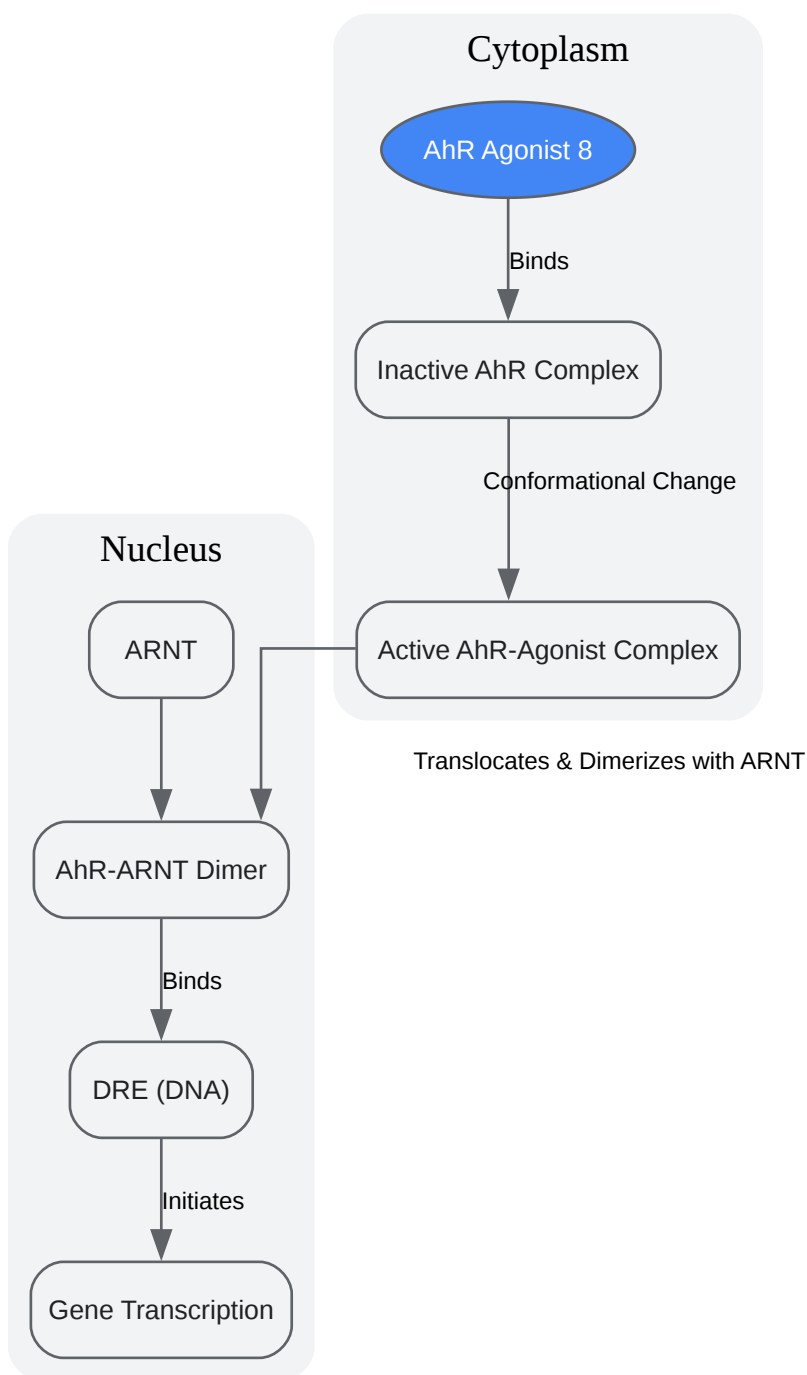 Cytoplasm
AhR Agonist 8
Binds
Inactive AhR Complex
Conformational Change
Nucleus
ARNT
Active AhR-Agonist Complex
Translocates & Dimerizes with ARNT
AhR-ARNT Dimer
Binds
DRE (DNA)
Initiates
Gene Transcription